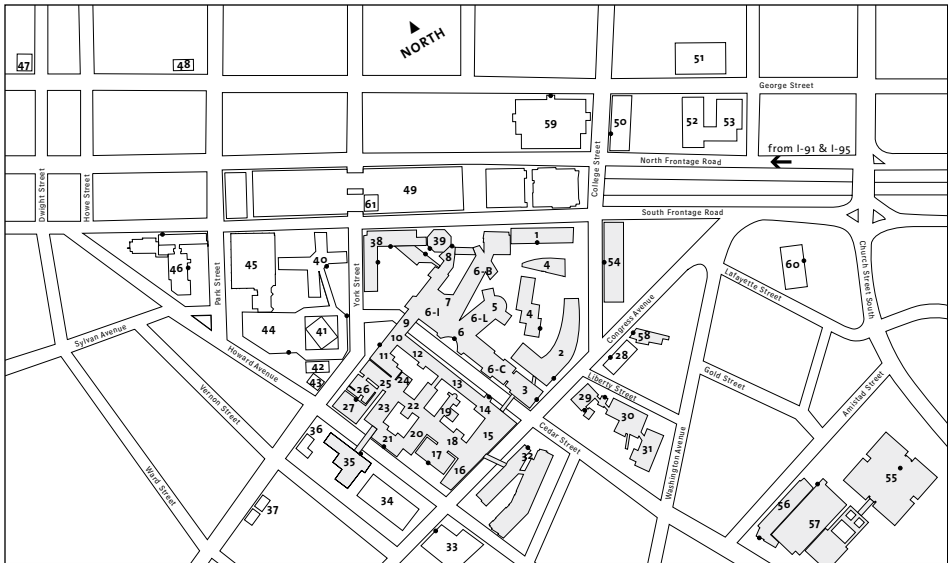 NORTH
47
48
51
George Street
59
50
52
53
from I-91 & I-95
North Frontage Road
College Street
Dwight Street
Howe Street
49
61
South Frontage Road
38
39
1
8
6-B
4
54
60
46
45
40
Park Street
York Street
Church Street South
Lafayette Street
7
5
6-I
6-L
4
44
41
9
6
Congress Avenue
58
Sylvan Avenue
10
11
12
2
28
Howard Avenue
42
43
6-C
13
3
Liberty Street
Gold Street
Amistad Street
24
25
26
27
23
22
19
14
29
30
Vernon Street
36
21
20
18
15
17
16
Cedar Street
31
32
Washington Avenue
35
34
37
Ward Street
33
55
56
57